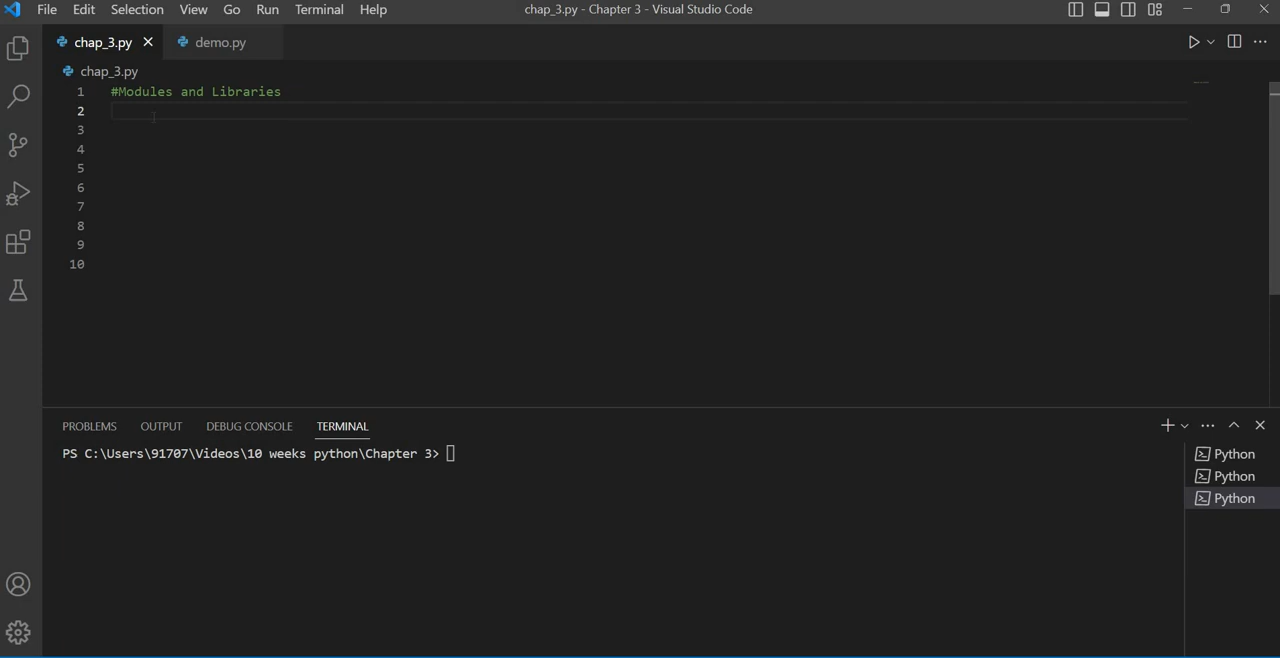 File Edit Selection View Go Run Terminal Help chap_3.py - Chapter 3 - Visual Studio Code
chap_3.py demo.py
chap_3.py
1 #Modules and Libraries
2
3
4
5
6
7
8
9
10
PROBLEMS OUTPUT DEBUG CONSOLE TERMINAL
PS C:\Users\91707\Videos\10 weeks python\Chapter 3>
Python
Python
Python